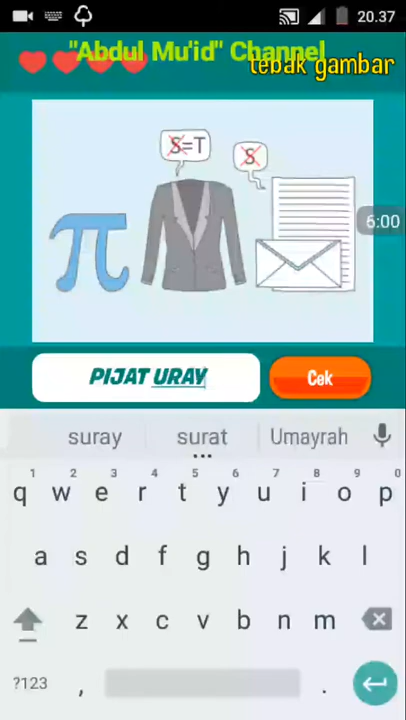 20.37
"Abdul Mu'id" Channel
tebak gambar
S=T
S
6:00
π
PIJAT URAY
Cek
suray surat Umayrah
1 2 3 4 5 6 7 8 9 0
q w e r t y u i o p
a s d f g h j k l
z x c v b n m
?123 , .